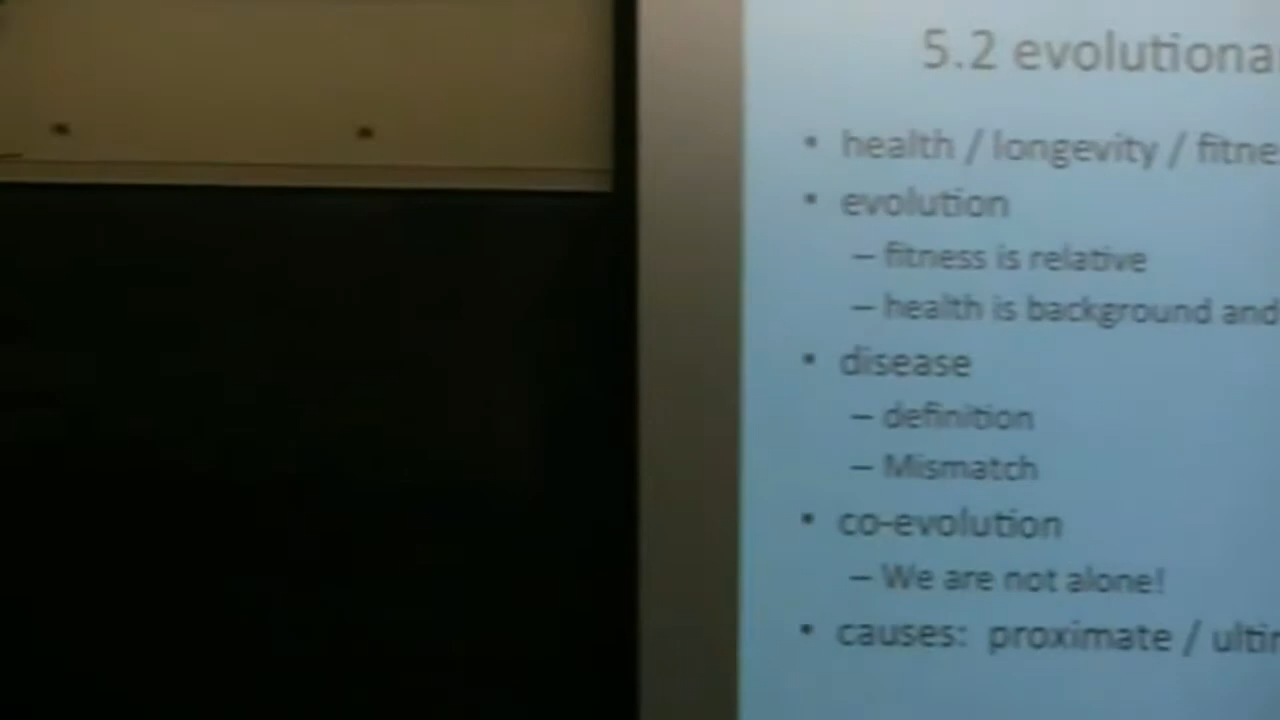 5.2 evolutiona
• health / longevity / fitne
• evolution
– fitness is relative
– health is background and
• disease
– definition
– Mismatch
• co-evolution
– We are not alone!
• causes: proximate / ultin